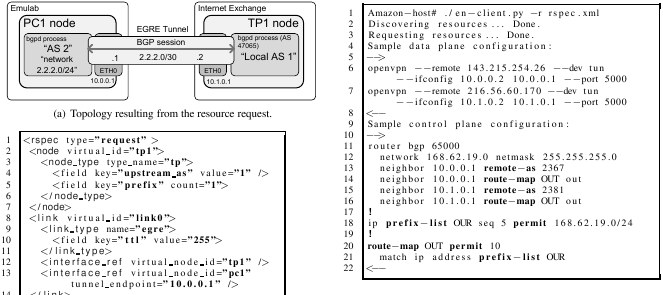 Emulab
Internet Exchange
PC1 node
EGRE Tunnel
TP1 node
bgpd process
BGP session
bgpd process (AS 47065)
"AS 2"
"network
2.2.2.0/24"
.1 2.2.2.0/30 .2
"Local AS 1"
ETH0
ETH0
10.0.0.1
10.1.0.1
(a) Topology resulting from the resource request.
1 <rspec type="request" >
2 <node virtual_id="tp1">
3 <node_type type_name="tp">
4 <field key="upstream_as" value="1" />
5 <field key="prefix" count="1">
6 </node_type>
7 </node>
8 <link virtual_id="link0">
9 <link_type name="egre">
10 <field key="ttl" value="255">
11 </link_type>
12 <interface_ref virtual_node_id="tp1" />
13 <interface_ref virtual_node_id="pc1"
tunnel_endpoint="10.0.0.1" />
14 </link>
1 Amazon-host# ./en-client.py -r rspec.xml
2 Discovering resources ... Done.
3 Requesting resources ... Done.
4 Sample data plane configuration:
5 -->
6 openvpn --remote 143.215.254.26 --dev tun
--ifconfig 10.0.0.2 10.0.0.1 --port 5000
7 openvpn --remote 216.56.60.170 --dev tun
--ifconfig 10.1.0.2 10.1.0.1 --port 5000
8 <--
9 Sample control plane configuration:
10 -->
11 router bgp 65000
12 network 168.62.19.0 netmask 255.255.255.0
13 neighbor 10.0.0.1 remote-as 2367
14 neighbor 10.0.0.1 route-map OUT out
15 neighbor 10.1.0.1 remote-as 2381
16 neighbor 10.1.0.1 route-map OUT out
17 !
18 ip prefix-list OUR seq 5 permit 168.62.19.0/24
19 !
20 route-map OUT permit 10
21 match ip address prefix-list OUR
22 <--